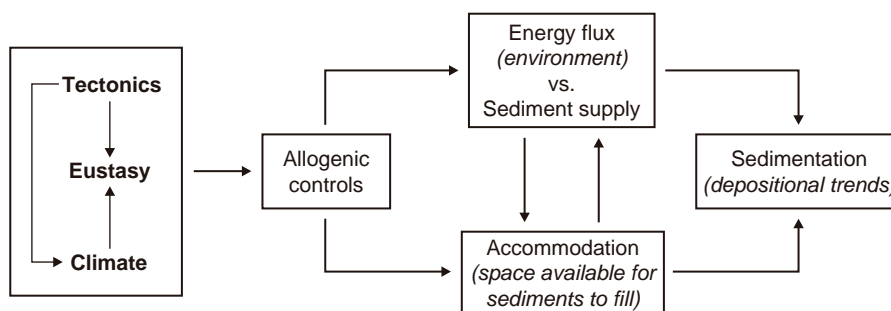 Tectonics
Eustasy
Climate
Allogenic
controls
Energy flux
(environment)
vs.
Sediment supply
Accommodation
(space available for
sediments to fill)
Sedimentation
(depositional trends)